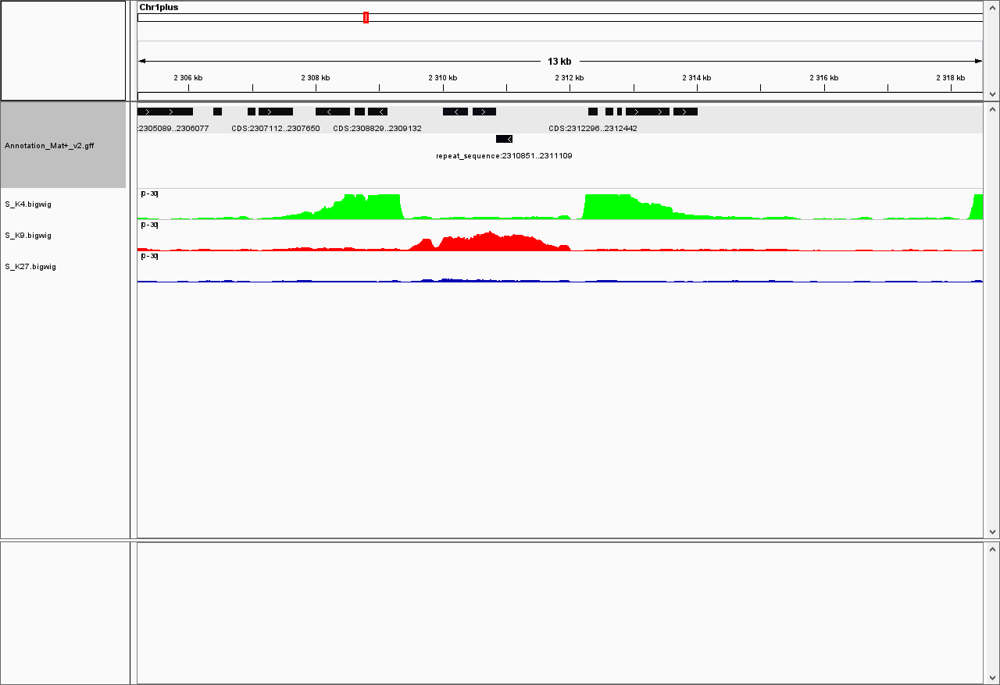 Chr1plus
13 kb
2 306 kb 2 308 kb 2 310 kb 2 312 kb 2 314 kb 2 316 kb 2 318 kb
:2305089..2306077 CDS:2307112..2307650 CDS:2308829..2309132 CDS:2312296..2312442
Annotation_Mat+_v2.gff
repeat_sequence:2310851..2311109
[0 - 30]
S_K4.bigwig
[0 - 30]
S_K9.bigwig
[0 - 30]
S_K27.bigwig